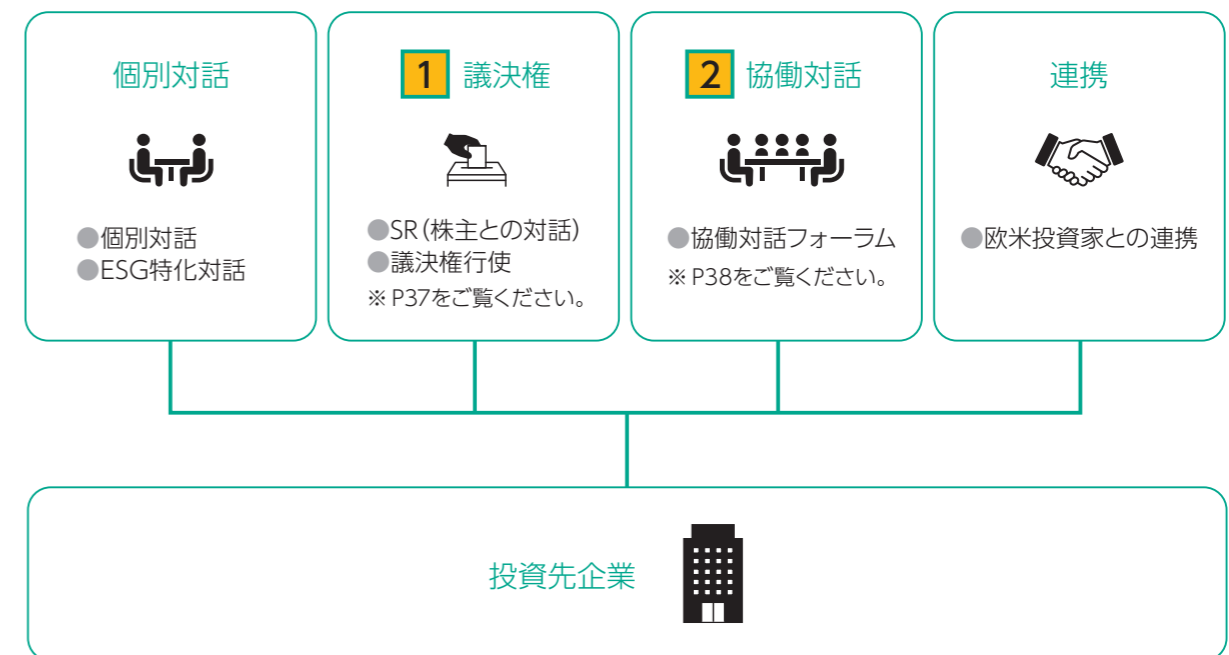 個別対話
●個別対話
●ESG特化対話
1 議決権
●SR(株主との対話)
●議決権行使
※ P37をご覧ください。
2 協働対話
●協働対話フォーラム
※ P38をご覧ください。
連携
●欧米投資家との連携
投資先企業